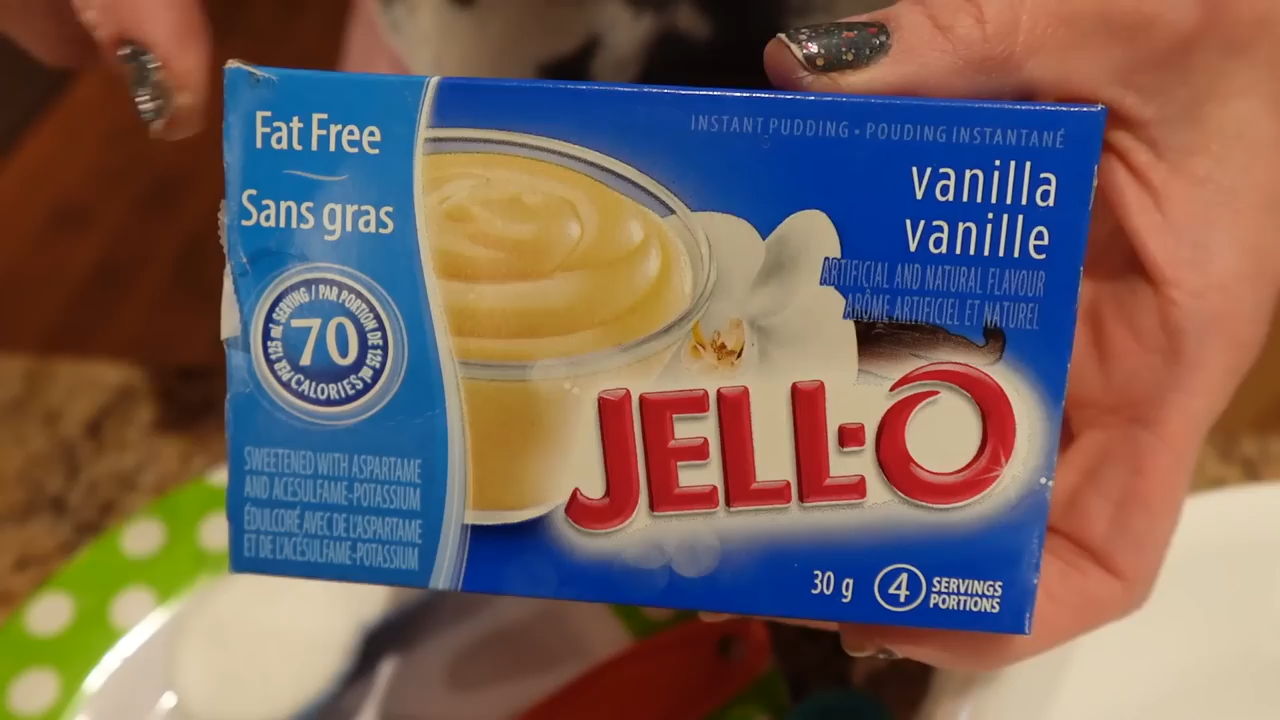 Fat Free
Sans gras
PER 125 mL SERVING / PAR PORTION DE 125 mL
70
CALORIES
SWEETENED WITH ASPARTAME
AND ACESULFAME-POTASSIUM
ÉDULCORÉ AVEC DE L'ASPARTAME
ET DE L'ACÉSULFAME-POTASSIUM
INSTANT PUDDING • POUDING INSTANTANÉ
vanilla
vanille
ARTIFICIAL AND NATURAL FLAVOUR
ARÔME ARTIFICIEL ET NATUREL
JELL-O
30 g
4
SERVINGS
PORTIONS